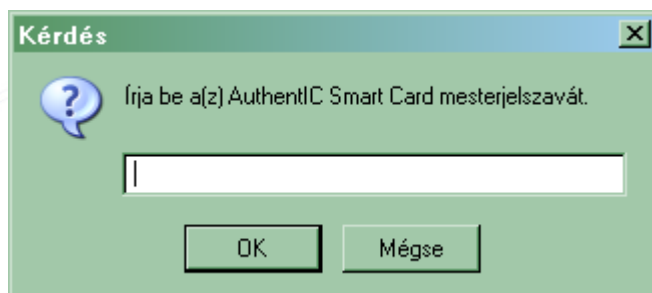 Kérdés
Írja be a(z) AuthentIC Smart Card mesterjelszavát.
OK
Mégse